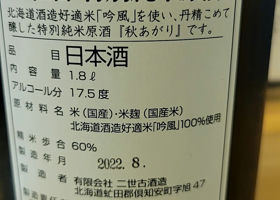 北海道酒造好適米「吟風」を使い、丹精こめて
醸した特別純米原酒『秋あがり』です。
品目 日本酒
内容量 1.8ℓ
アルコール分 17.5度
原材料名 米(国産)・米麹(国産米)
北海道酒造好適米「吟風」100%使用
精米歩合 60%
製造年月 2022.8.
製造者 有限会社 二世古酒造
北海道虻田郡倶知安町字旭47